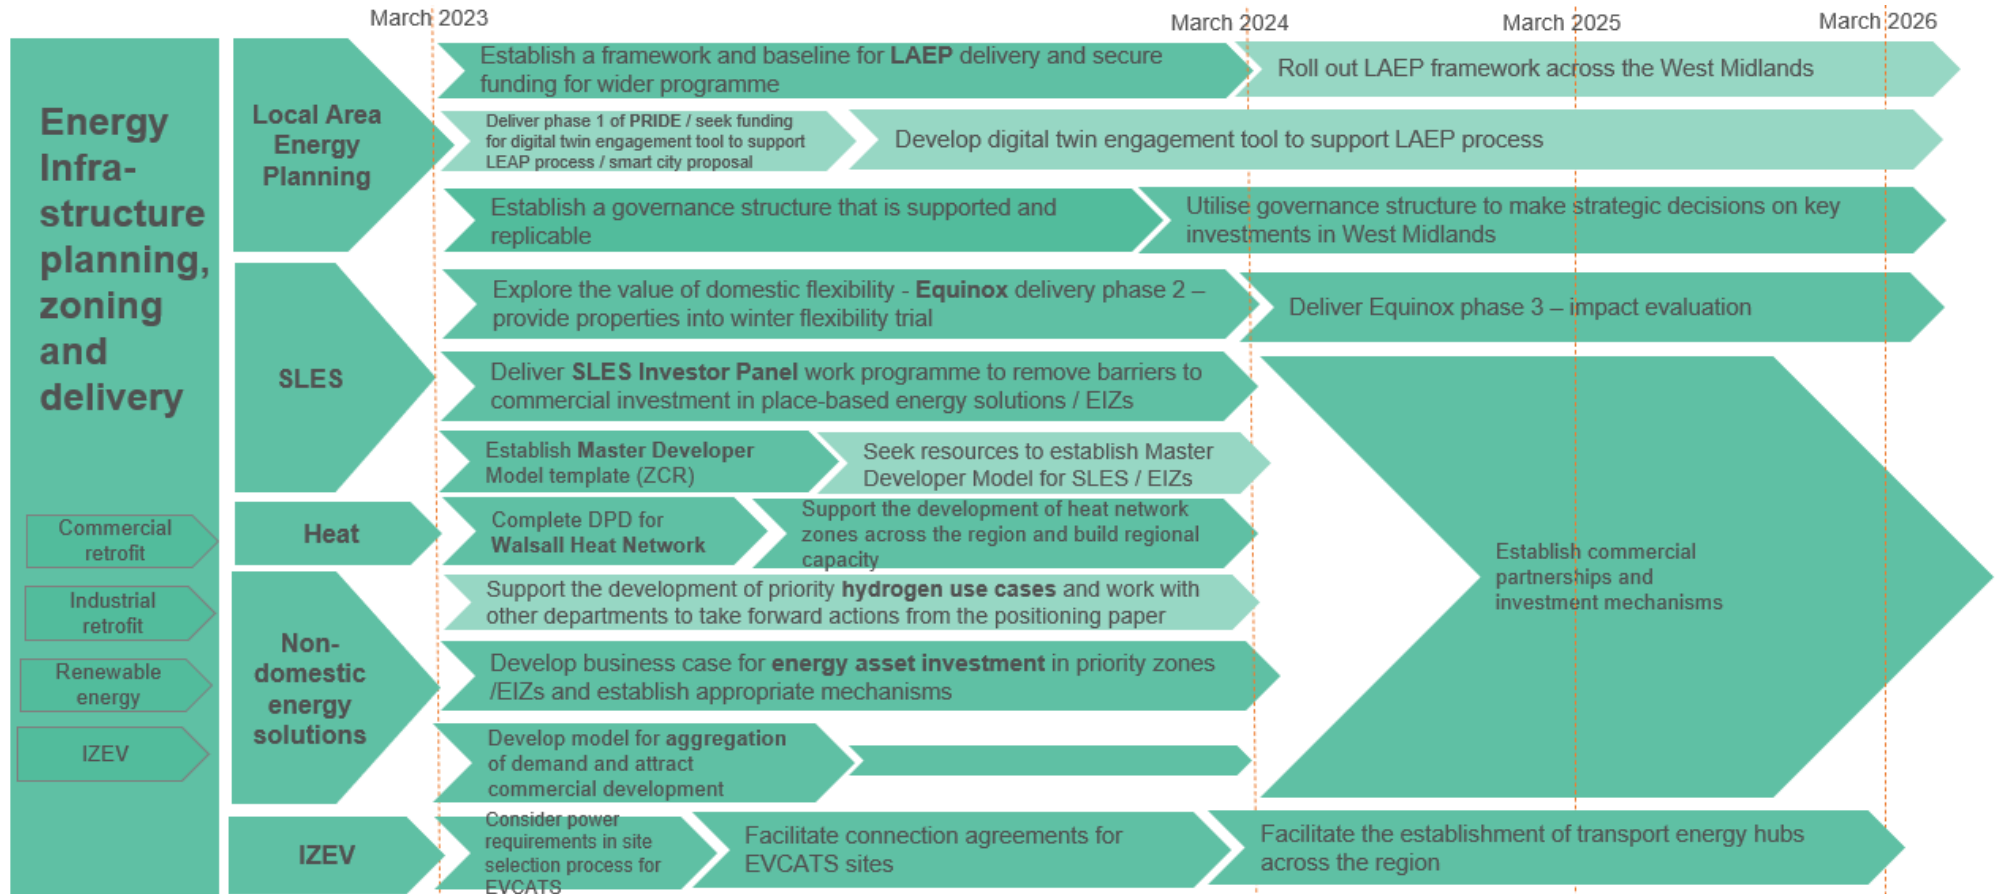 March 2023
March 2024
March 2025
March 2026
Energy
Infra-
structure
planning,
zoning
and
delivery
Commercial
retrofit
Industrial
retrofit
Renewable
energy
IZEV
Local Area
Energy
Planning
Establish a framework and baseline for LAEP delivery and secure
funding for wider programme
Roll out LAEP framework across the West Midlands
Deliver phase 1 of PRIDE / seek funding
for digital twin engagement tool to support
LEAP process / smart city proposal
Develop digital twin engagement tool to support LAEP process
Establish a governance structure that is supported and
replicable
Utilise governance structure to make strategic decisions on key
investments in West Midlands
SLES
Explore the value of domestic flexibility - Equinox delivery phase 2 –
provide properties into winter flexibility trial
Deliver Equinox phase 3 – impact evaluation
Deliver SLES Investor Panel work programme to remove barriers to
commercial investment in place-based energy solutions / EIZs
Establish Master Developer
Model template (ZCR)
Seek resources to establish Master
Developer Model for SLES / EIZs
Heat
Complete DPD for
Walsall Heat Network
Support the development of heat network
zones across the region and build regional
capacity
Non-
domestic
energy
solutions
Support the development of priority hydrogen use cases and work with
other departments to take forward actions from the positioning paper
Develop business case for energy asset investment in priority zones
/EIZs and establish appropriate mechanisms
Develop model for aggregation
of demand and attract
commercial development
Establish commercial
partnerships and
investment mechanisms
IZEV
Consider power
requirements in site
selection process for
EVCATS
Facilitate connection agreements for
EVCATS sites
Facilitate the establishment of transport energy hubs
across the region